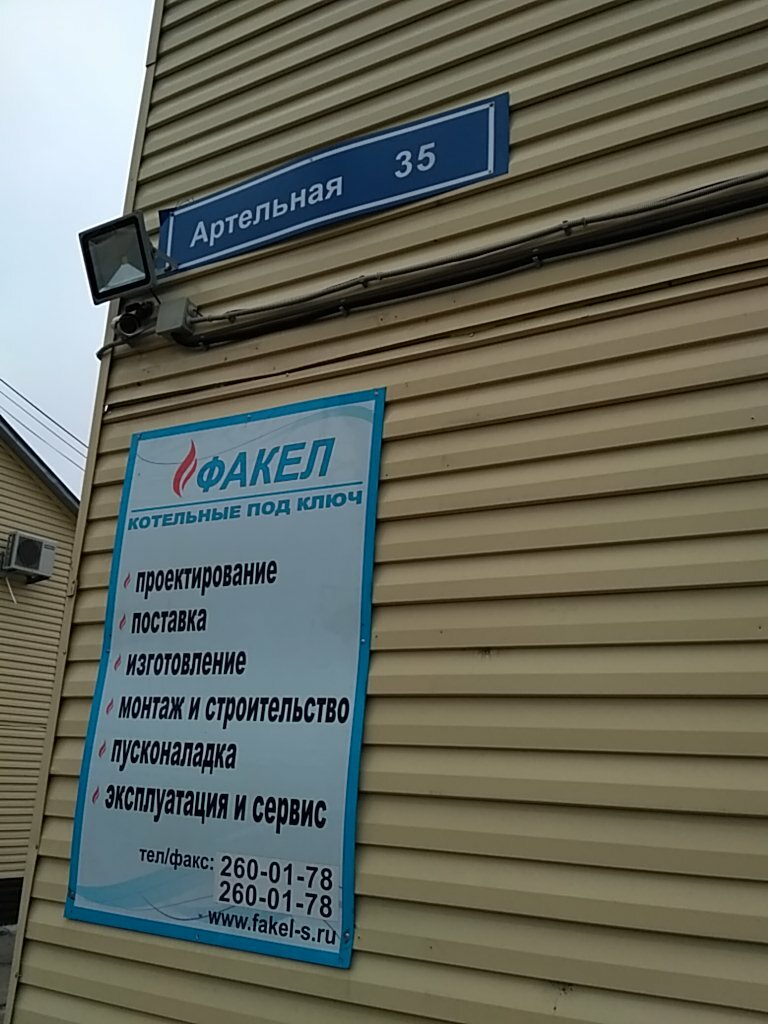 Артельная 35
ФАКЕЛ
КОТЕЛЬНЫЕ ПОД КЛЮЧ
проектирование
поставка
изготовление
монтаж и строительство
пусконаладка
эксплуатация и сервис
тел/факс: 260-01-78
260-01-78
www.fakel-s.ru